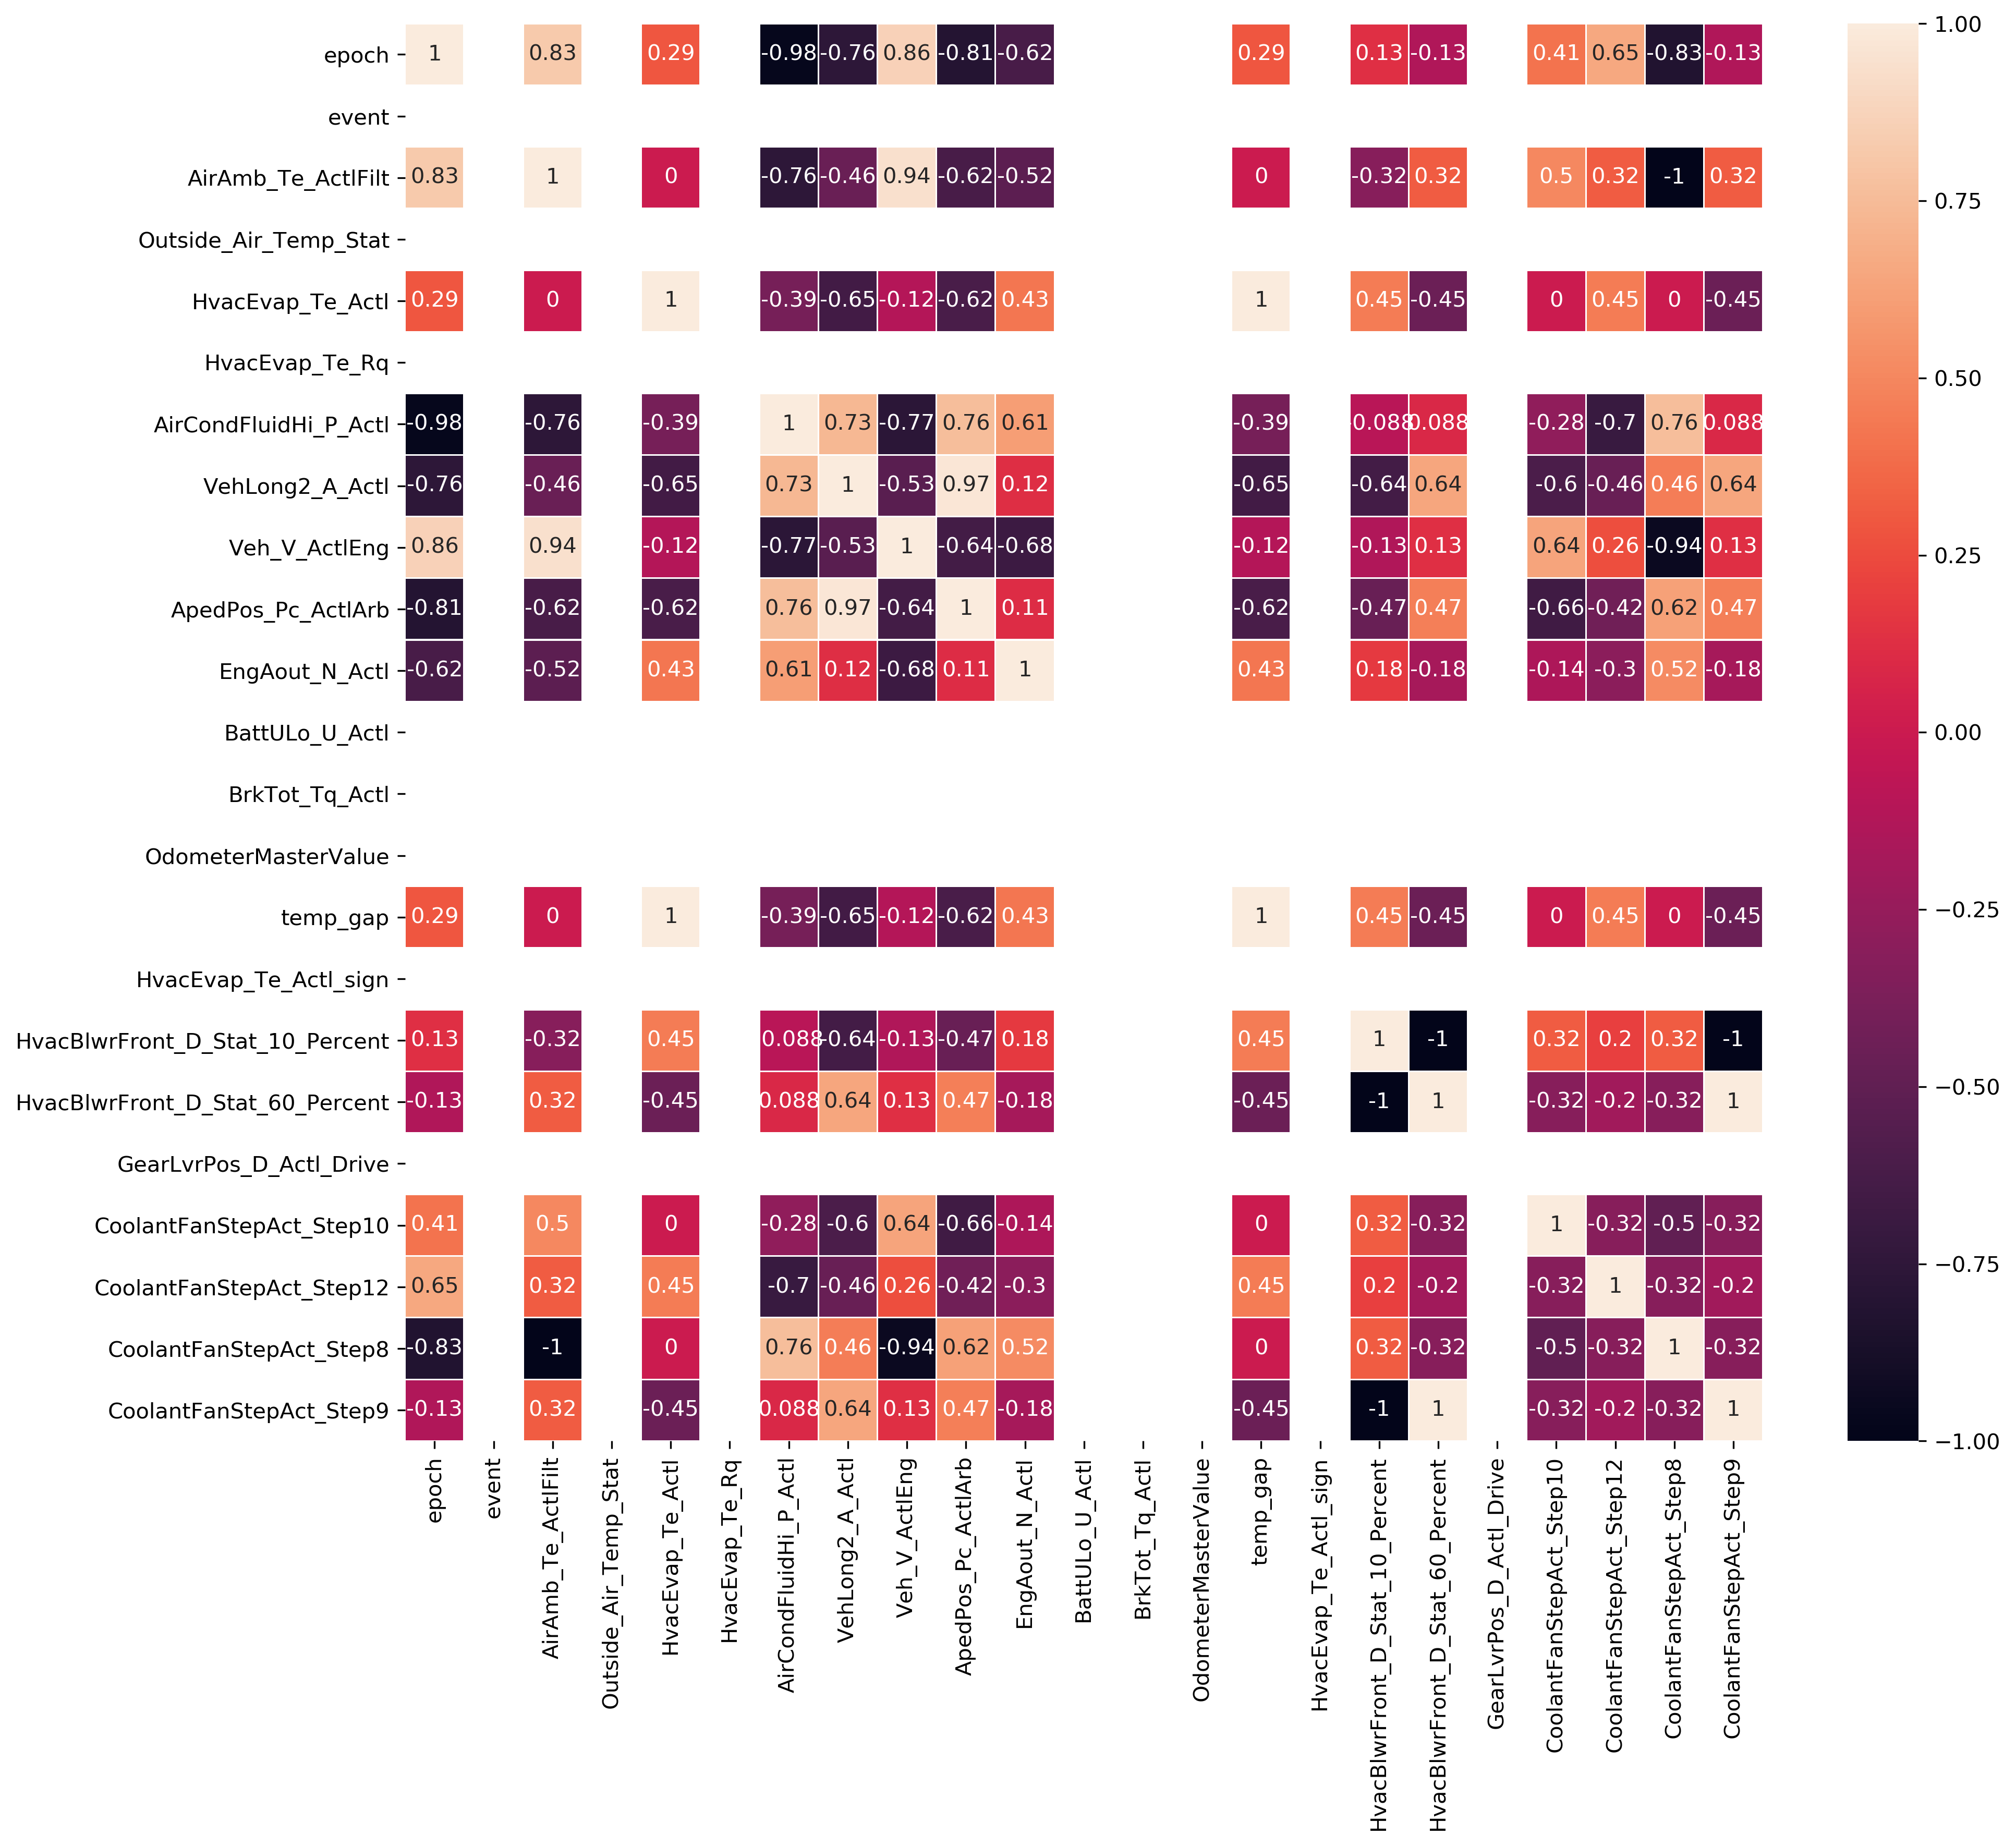 epoch 1 0.83 0.29 -0.98 -0.76 0.86 -0.81 -0.62 0.29 0.13 -0.13 0.41 0.65 -0.83 -0.13
event
AirAmb_Te_ActlFilt 0.83 1 0 -0.76 -0.46 0.94 -0.62 -0.52 0 -0.32 0.32 0.5 0.32 -1 0.32
Outside_Air_Temp_Stat
HvacEvap_Te_Actl 0.29 0 1 -0.39 -0.65 -0.12 -0.62 0.43 1 0.45 -0.45 0 0.45 0 -0.45
HvacEvap_Te_Rq
AirCondFluidHi_P_Actl -0.98 -0.76 -0.39 1 0.73 -0.77 0.76 0.61 -0.39 -0.088 0.088 -0.28 -0.7 0.76 0.088
VehLong2_A_Actl -0.76 -0.46 -0.65 0.73 1 -0.53 0.97 0.12 -0.65 -0.64 0.64 -0.6 -0.46 0.46 0.64
Veh_V_ActlEng 0.86 0.94 -0.12 -0.77 -0.53 1 -0.64 -0.68 -0.12 -0.13 0.13 0.64 0.26 -0.94 0.13
ApedPos_Pc_ActlArb -0.81 -0.62 -0.62 0.76 0.97 -0.64 1 0.11 -0.62 -0.47 0.47 -0.66 -0.42 0.62 0.47
EngAout_N_Actl -0.62 -0.52 0.43 0.61 0.12 -0.68 0.11 1 0.43 0.18 -0.18 -0.14 -0.3 0.52 -0.18
BattULo_U_Actl
BrkTot_Tq_Actl
OdometerMasterValue
temp_gap 0.29 0 1 -0.39 -0.65 -0.12 -0.62 0.43 1 0.45 -0.45 0 0.45 0 -0.45
HvacEvap_Te_Actl_sign
HvacBlwrFront_D_Stat_10_Percent 0.13 -0.32 0.45 -0.088 -0.64 -0.13 -0.47 0.18 0.45 1 -1 0.32 0.2 0.32 -1
HvacBlwrFront_D_Stat_60_Percent -0.13 0.32 -0.45 0.088 0.64 0.13 0.47 -0.18 -0.45 -1 1 -0.32 -0.2 -0.32 1
GearLvrPos_D_Actl_Drive
CoolantFanStepAct_Step10 0.41 0.5 0 -0.28 -0.6 0.64 -0.66 -0.14 0 0.32 -0.32 1 -0.32 -0.5 -0.32
CoolantFanStepAct_Step12 0.65 0.32 0.45 -0.7 -0.46 0.26 -0.42 -0.3 0.45 0.2 -0.2 -0.32 1 -0.32 -0.2
CoolantFanStepAct_Step8 -0.83 -1 0 0.76 0.46 -0.94 0.62 0.52 0 0.32 -0.32 -0.5 -0.32 1 -0.32
CoolantFanStepAct_Step9 -0.13 0.32 -0.45 0.088 0.64 0.13 0.47 -0.18 -0.45 -1 1 -0.32 -0.2 -0.32 1
epoch
event
AirAmb_Te_ActlFilt
Outside_Air_Temp_Stat
HvacEvap_Te_Actl
HvacEvap_Te_Rq
AirCondFluidHi_P_Actl
VehLong2_A_Actl
Veh_V_ActlEng
ApedPos_Pc_ActlArb
EngAout_N_Actl
BattULo_U_Actl
BrkTot_Tq_Actl
OdometerMasterValue
temp_gap
HvacEvap_Te_Actl_sign
HvacBlwrFront_D_Stat_10_Percent
HvacBlwrFront_D_Stat_60_Percent
GearLvrPos_D_Actl_Drive
CoolantFanStepAct_Step10
CoolantFanStepAct_Step12
CoolantFanStepAct_Step8
CoolantFanStepAct_Step9
1.00
0.75
0.50
0.25
0.00
−0.25
−0.50
−0.75
−1.00